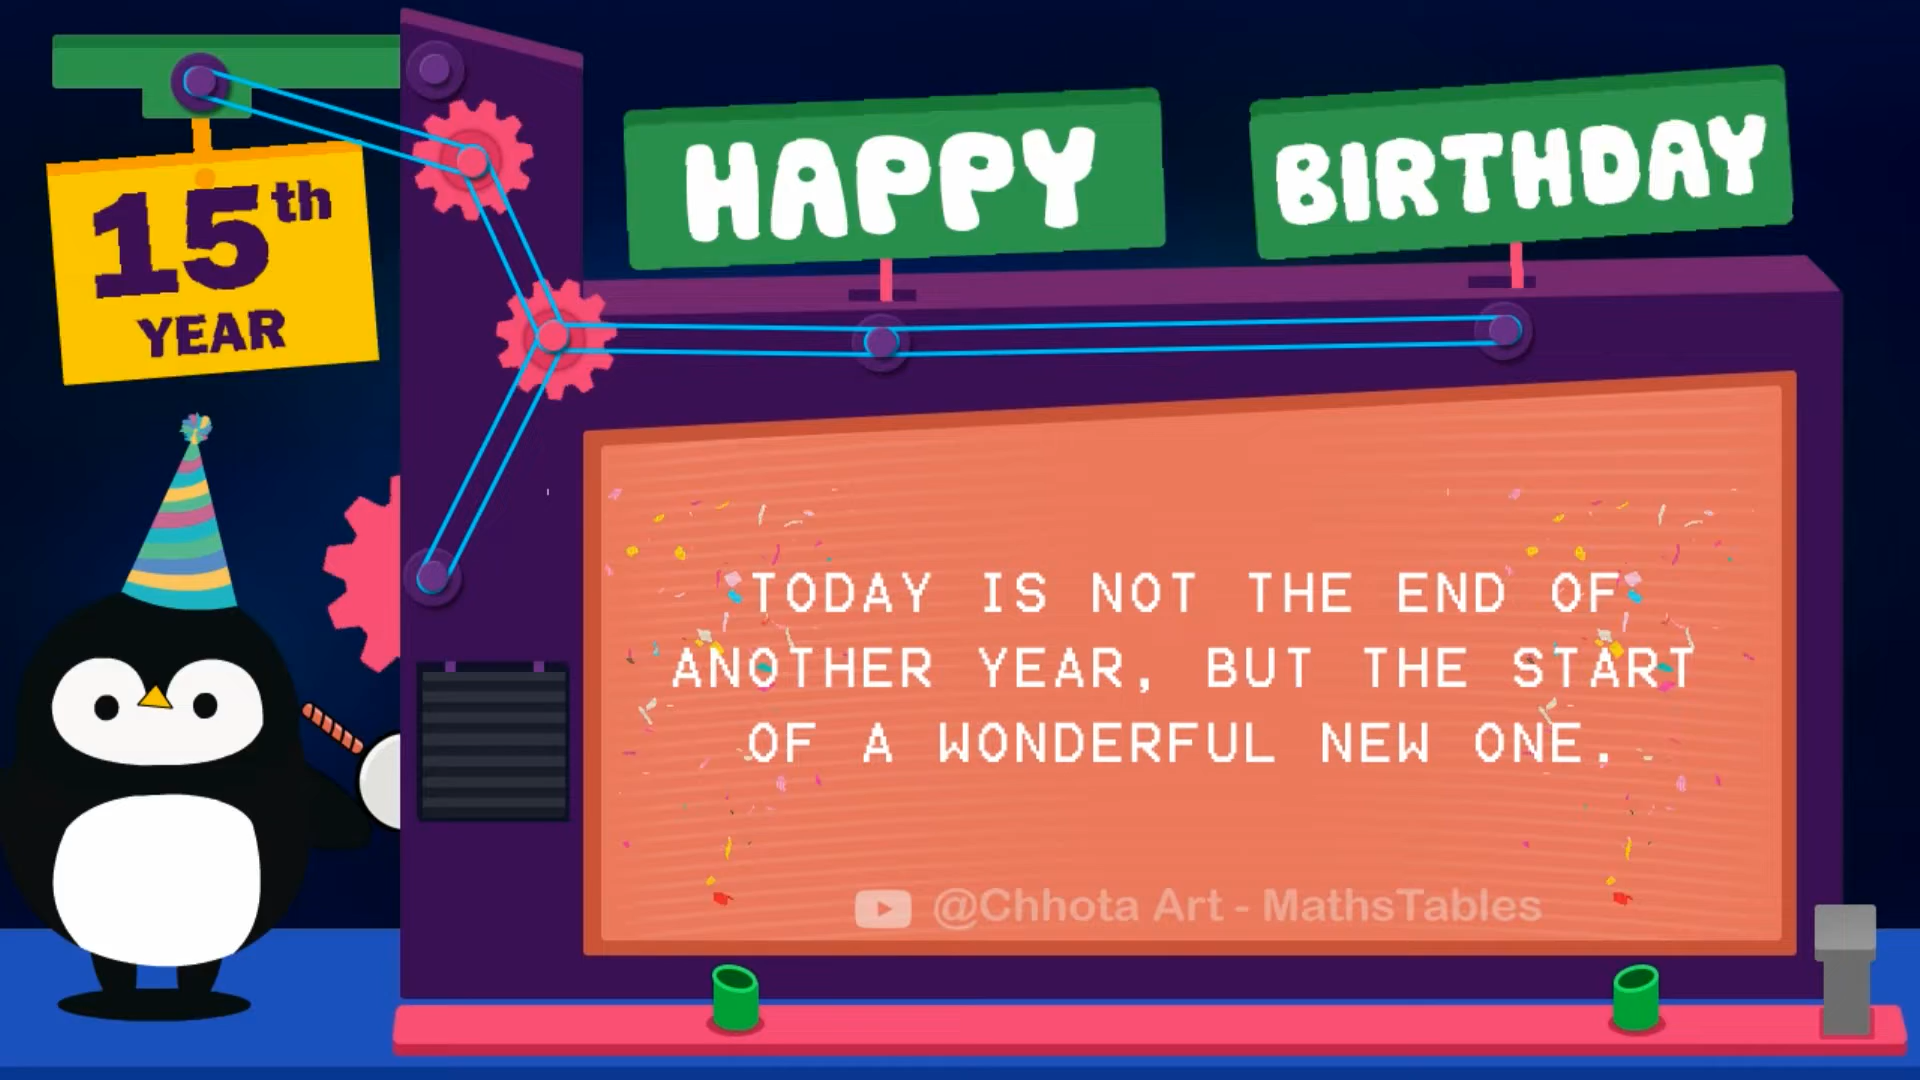 15th
YEAR
HAPPY
BIRTHDAY
TODAY IS NOT THE END OF
ANOTHER YEAR, BUT THE START
OF A WONDERFUL NEW ONE.
@Chhota Art - MathsTables